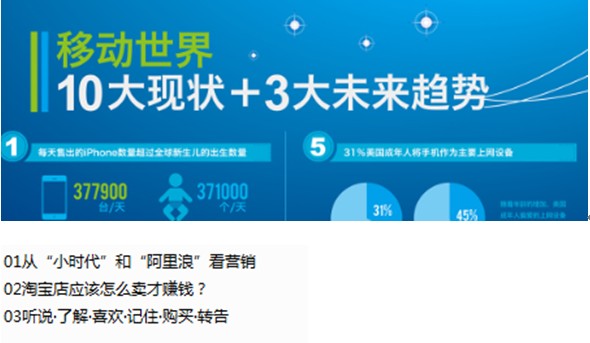 移动世界
10大现状＋3大未来趋势
1 每天售出的iPhone数量超过全球新生儿的出生数量
377900
台/天
371000
个/天
5 31%美国成年人将手机作为主要上网设备
31%
45%
01从“小时代”和“阿里浪”看营销
02淘宝店应该怎么卖才赚钱？
03听说·了解·喜欢·记住·购买·转告